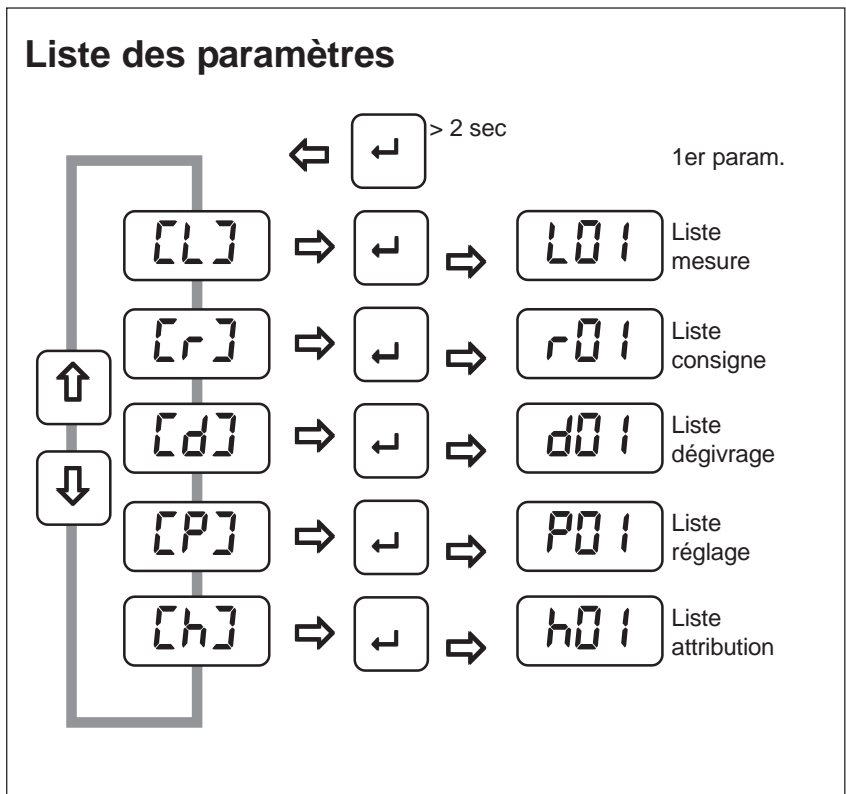 Liste des paramètres
> 2 sec
1er param.
[L] L01 Liste
mesure
[r] r01 Liste
consigne
[d] d01 Liste
dégivrage
[P] P01 Liste
réglage
[h] h01 Liste
attribution